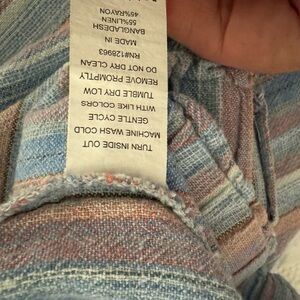 TURN INSIDE OUT
MACHINE WASH COLD
GENTLE CYCLE
WITH LIKE COLORS
TUMBLE DRY LOW
REMOVE PROMPTLY
DO NOT DRY CLEAN
RN#128963
MADE IN
BANGLADESH
55%LINEN
45%RAYON